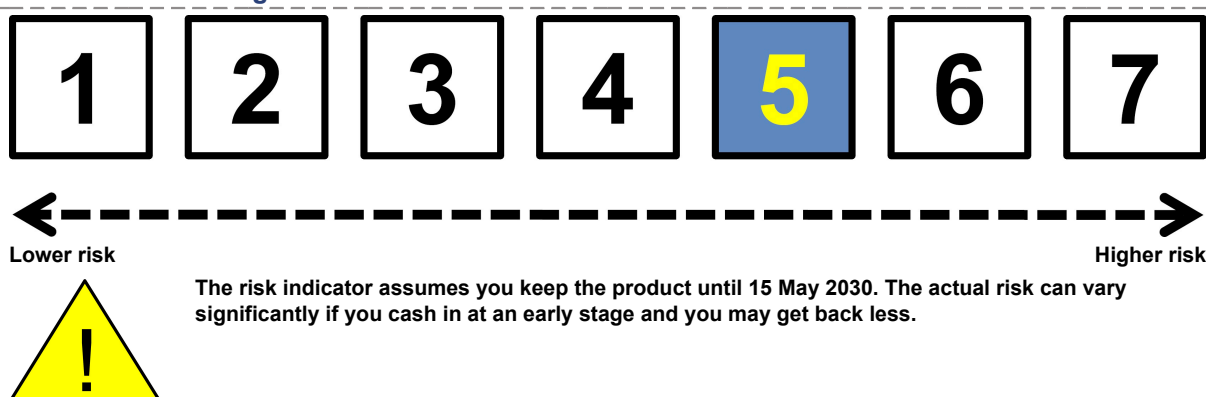 1 2 3 4 5 6 7
Lower risk Higher risk
The risk indicator assumes you keep the product until 15 May 2030. The actual risk can vary
significantly if you cash in at an early stage and you may get back less.
!